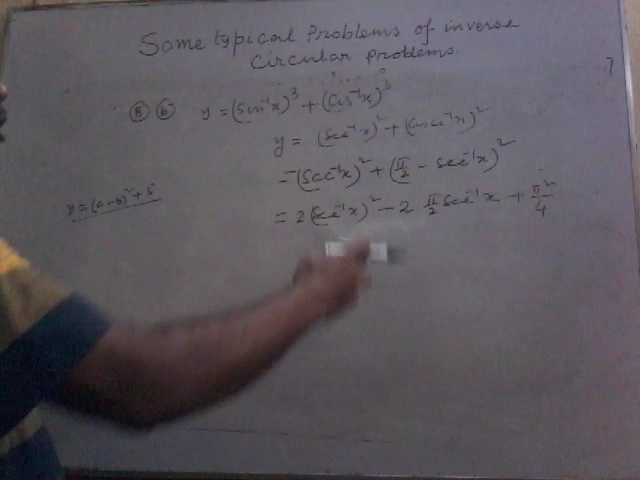 Some typical Problems of inverse
Circular Problems.
(a) (b) y = (Sin⁻¹x)³ + (Cos⁻¹x)³
y = (Sec⁻¹x)² + (Cosec⁻¹x)²
= (Sec⁻¹x)² + (π/2 - Sec⁻¹x)²
y = (a-b)² + 5
= 2(Sec⁻¹x)² - 2 π/2 Sec⁻¹x + π²/4